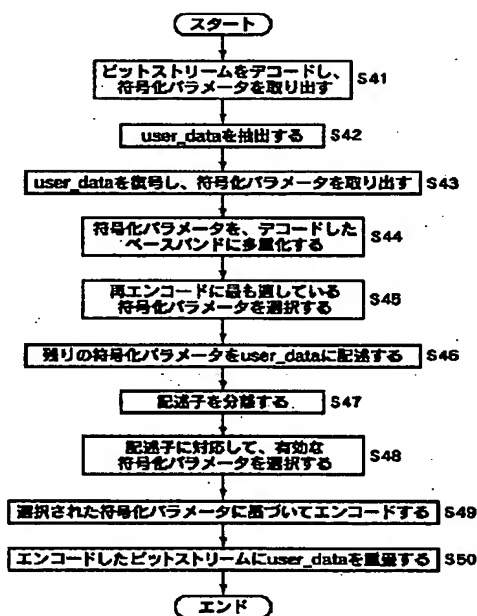 スタート
ビットストリームをデコードし、
符号化パラメータを取り出す
S41
user_dataを抽出する
S42
user_dataを復号し、符号化パラメータを取り出す
S43
符号化パラメータを、デコードした
ベースバンドに多重化する
S44
再エンコードに最も適している
符号化パラメータを選択する
S45
残りの符号化パラメータをuser_dataに記述する
S46
記述子を分離する
S47
記述子に対応して、有効な
符号化パラメータを選択する
S48
選択された符号化パラメータに基づいてエンコードする
S49
エンコードしたビットストリームにuser_dataを重畳する
S50
エンド